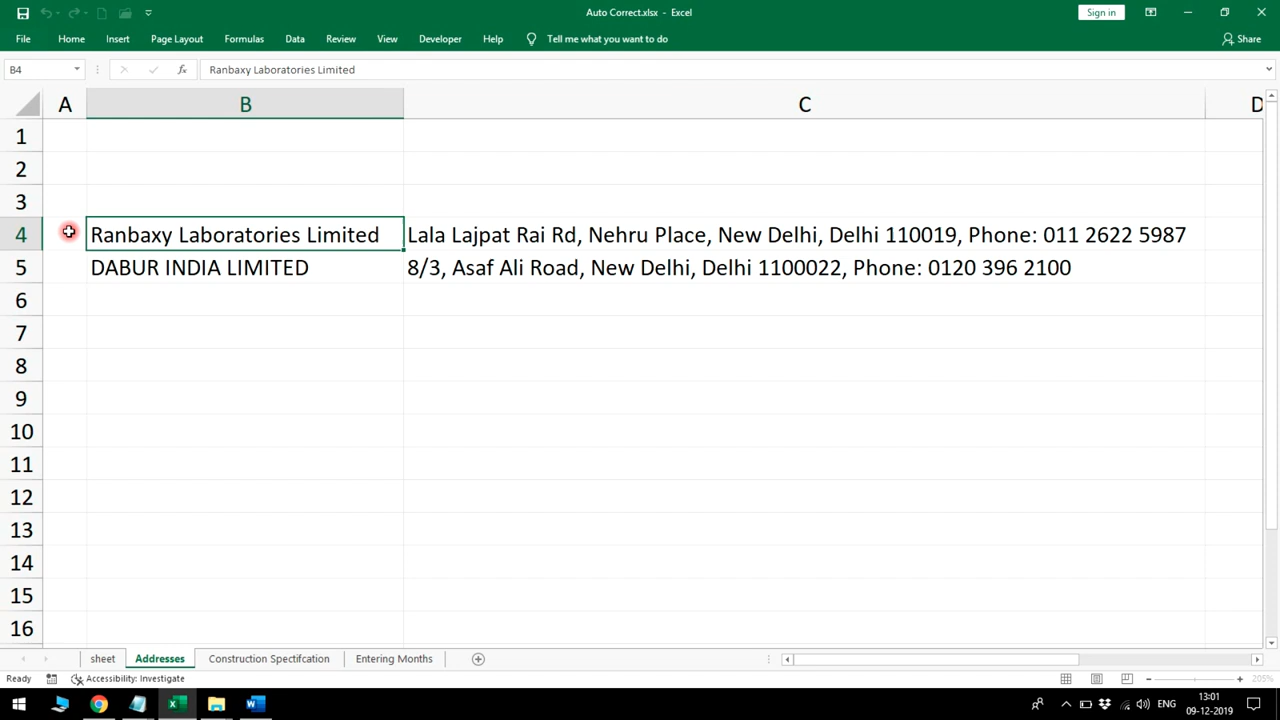 Auto Correct.xlsx - Excel
Sign in
File Home Insert Page Layout Formulas Data Review View Developer Help Tell me what you want to do Share
B4 fx Ranbaxy Laboratories Limited
A B C D
1
2
3
4 Ranbaxy Laboratories Limited Lala Lajpat Rai Rd, Nehru Place, New Delhi, Delhi 110019, Phone: 011 2622 5987
5 DABUR INDIA LIMITED 8/3, Asaf Ali Road, New Delhi, Delhi 1100022, Phone: 0120 396 2100
6
7
8
9
10
11
12
13
14
15
16
sheet Addresses Construction Spectifcation Entering Months
Ready Accessibility: Investigate 205%
ENG 13:01
09-12-2019